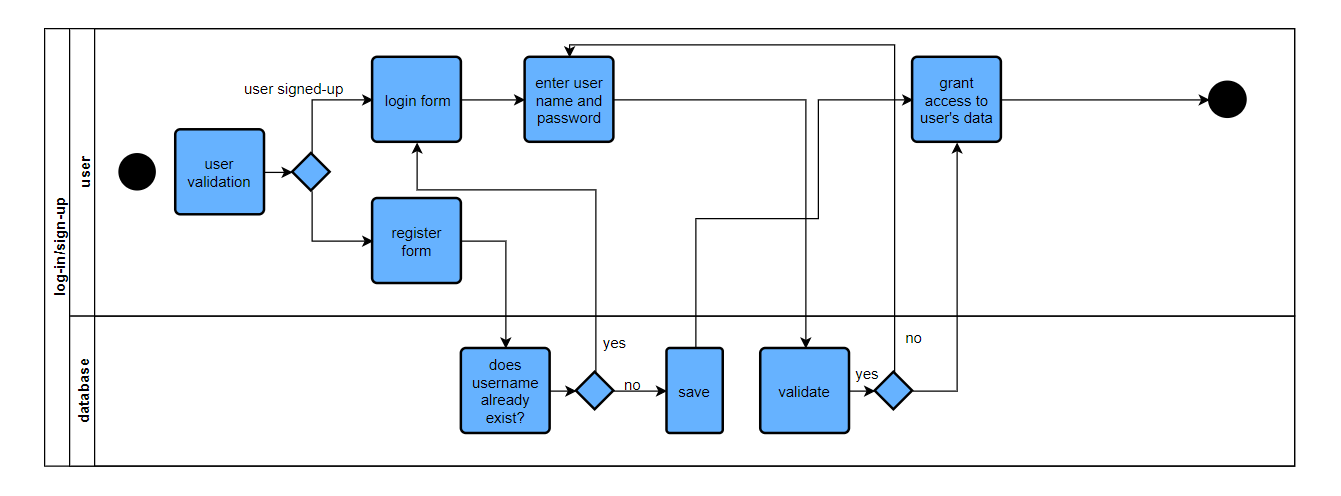 log-in/sign-up
user
database
user
validation
user signed-up
login form
register
form
enter user
name and
password
grant
access to
user's data
does
username
already
exist?
yes
no
save
validate
yes
no